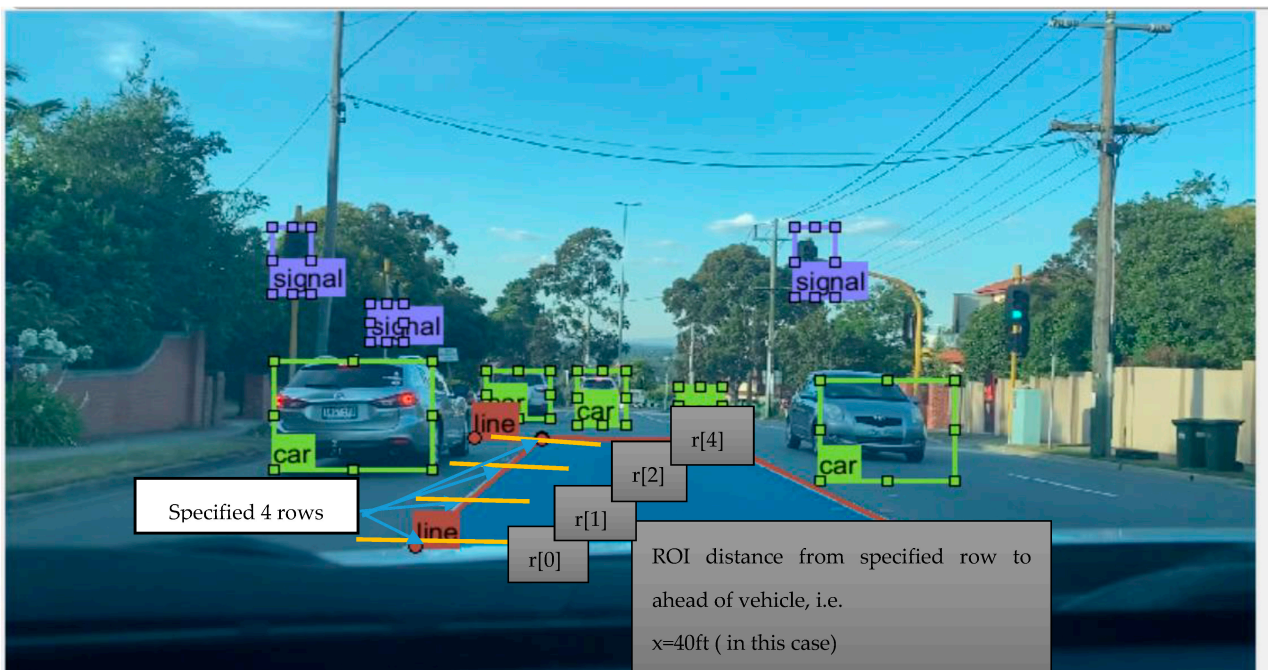 signal
signal
signal
car
car
car
line
r[4]
car
r[2]
Specified 4 rows
r[1]
line
r[0]
ROI distance from specified row to
ahead of vehicle, i.e.
x=40ft ( in this case)